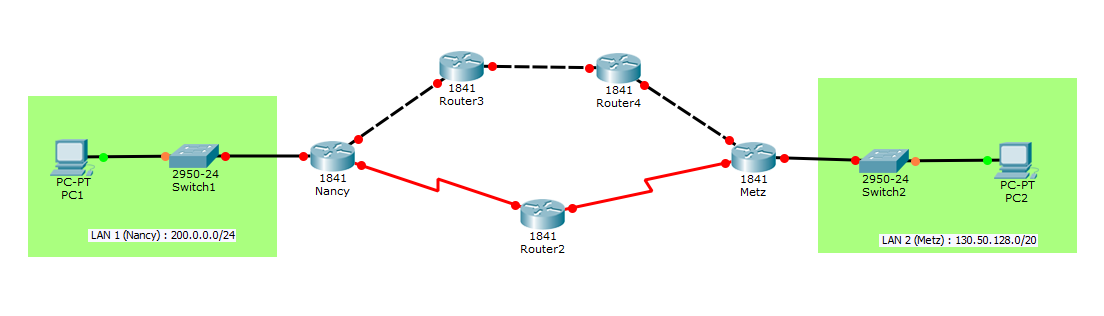 1841
Router3
1841
Router4
PC-PT
PC1
2950-24
Switch1
1841
Nancy
1841
Metz
2950-24
Switch2
PC-PT
PC2
1841
Router2
LAN 1 (Nancy) : 200.0.0.0/24
LAN 2 (Metz) : 130.50.128.0/20